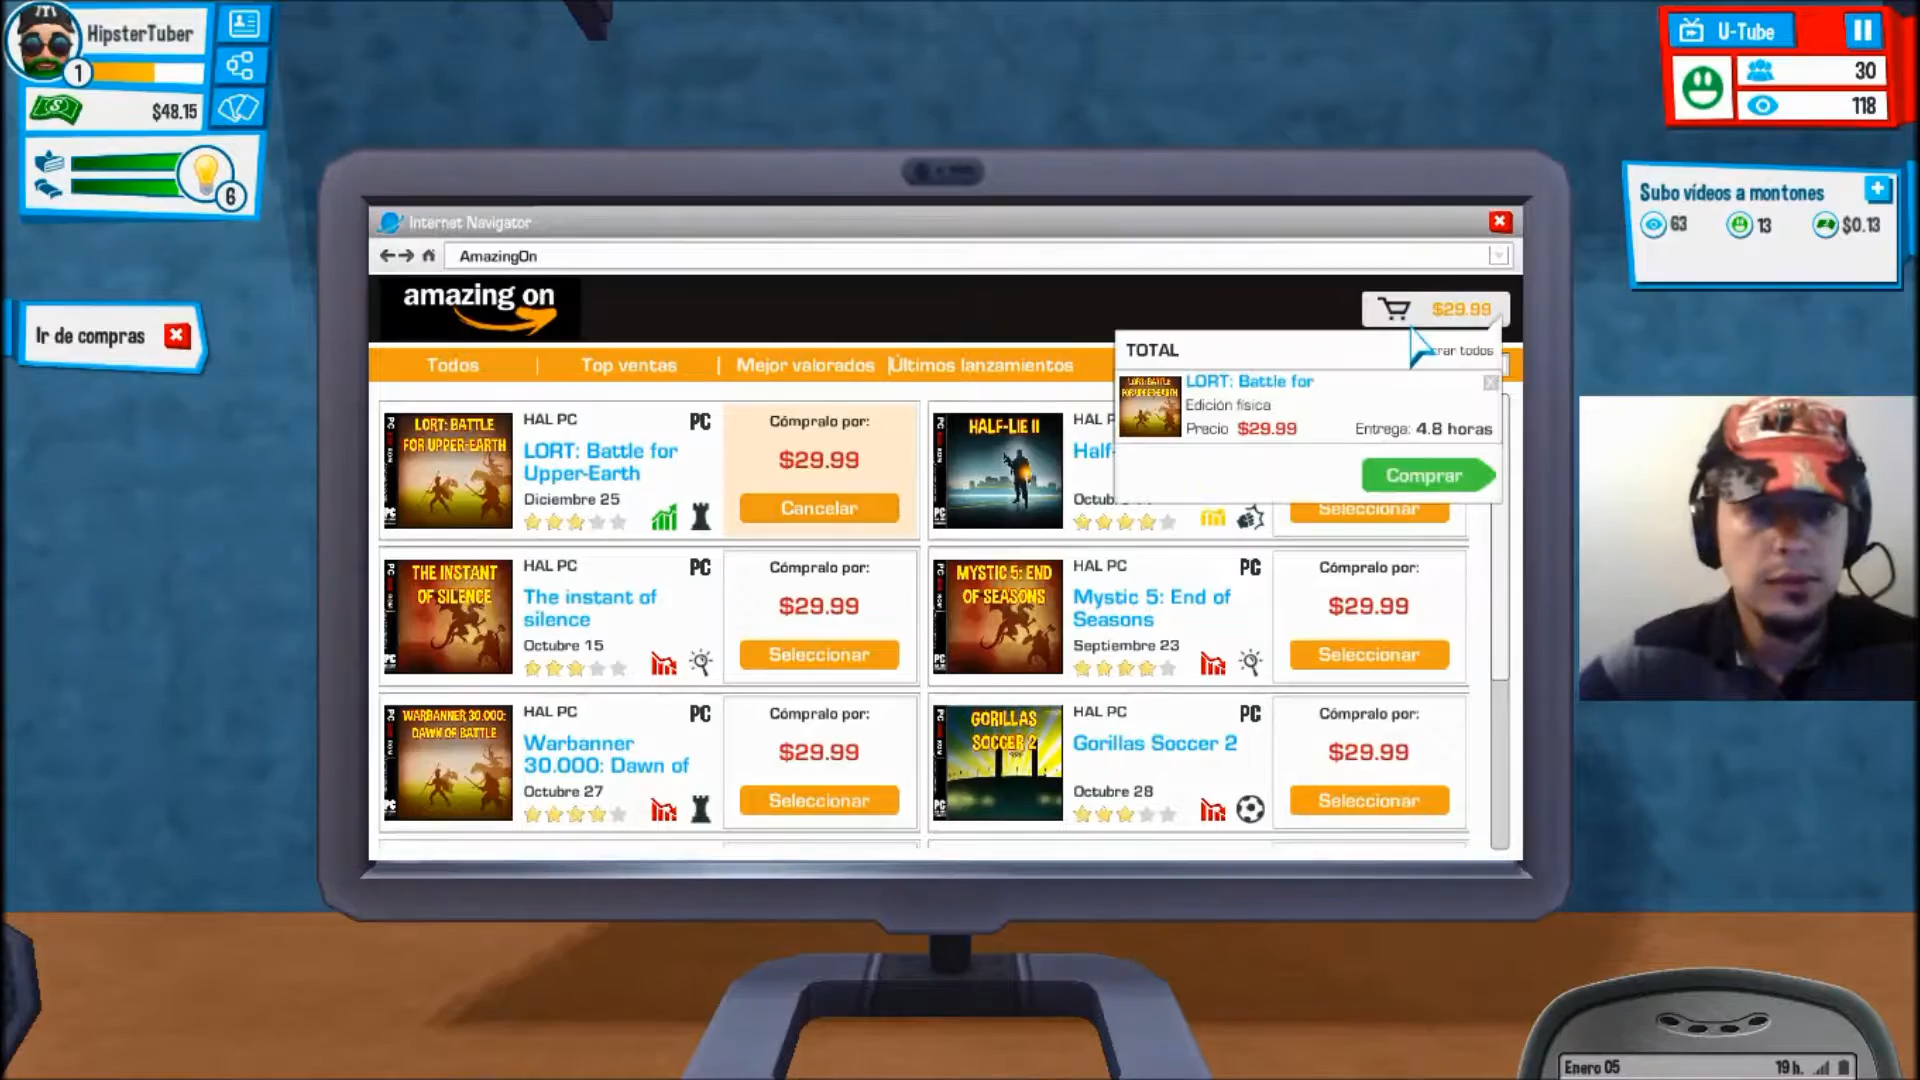 HipsterTuber
1
$48.15
6
Ir de compras
U-Tube
30
118
Subo vídeos a montones
63
13
$0.13
Internet Navigator
AmazingOn
amazing on
$29.99
Todos
Top ventas
Mejor valorados
Últimos lanzamientos
TOTAL
LORT: Battle for
Edición física
Precio $29.99
Entrega: 4.8 horas
Comprar
LORT: BATTLE
FOR UPPER-EARTH
HAL PC
PC
LORT: Battle for
Upper-Earth
Diciembre 25
Cómpralo por:
$29.99
Cancelar
HALF-LIE II
THE INSTANT
OF SILENCE
HAL PC
PC
The instant of
silence
Octubre 15
Cómpralo por:
$29.99
Seleccionar
MYSTIC 5: END
OF SEASONS
HAL PC
PC
Mystic 5: End of
Seasons
Septiembre 23
Cómpralo por:
$29.99
Seleccionar
WARBANNER 30.000:
DAWN OF BATTLE
HAL PC
PC
Warbanner
30.000: Dawn of
Octubre 27
Cómpralo por:
$29.99
Seleccionar
GORILLAS
SOCCER 2
HAL PC
PC
Gorillas Soccer 2
Octubre 28
Cómpralo por:
$29.99
Seleccionar
Enero 05
19 h.